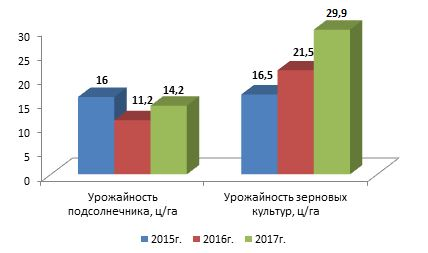 29,9
30
21,5
25
16
16,5
14,2
20
11,2
15
10
5
0
Урожайность
подсолнечника, ц/га
Урожайность зерновых
культур, ц/га
2015г. 2016г. 2017г.